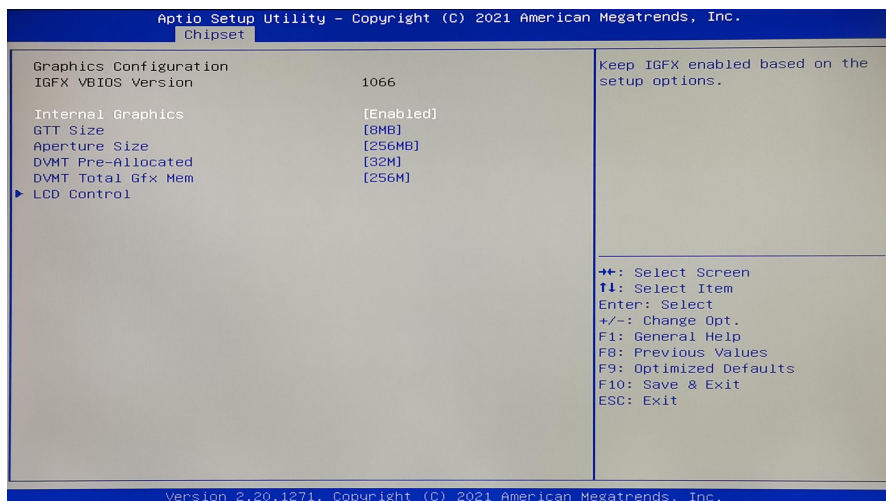 Aptio Setup Utility – Copyright (C) 2021 American Megatrends, Inc.
Chipset
Graphics Configuration
IGFX VBIOS Version 1066
Internal Graphics [Enabled]
GTT Size [8MB]
Aperture Size [256MB]
DVMT Pre-Allocated [32M]
DVMT Total Gfx Mem [256M]
▶ LCD Control
Keep IGFX enabled based on the
setup options.
→←: Select Screen
↑↓: Select Item
Enter: Select
+/-: Change Opt.
F1: General Help
F8: Previous Values
F9: Optimized Defaults
F10: Save & Exit
ESC: Exit
Version 2.20.1271. Copyright (C) 2021 American Megatrends, Inc.